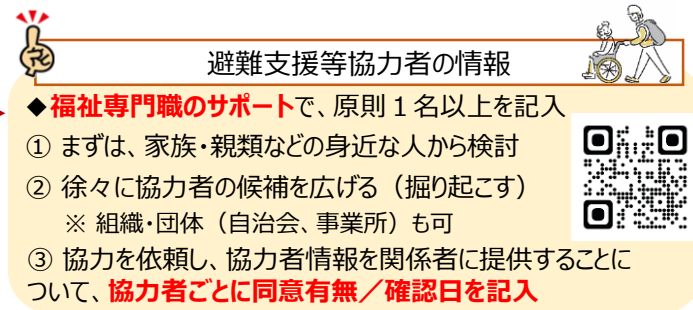 避難支援等協力者の情報
◆福祉専門職のサポートで、原則1名以上を記入
① まずは、家族・親類などの身近な人から検討
② 徐々に協力者の候補を広げる（掘り起こす）
※ 組織・団体（自治会、事業所）も可
③ 協力を依頼し、協力者情報を関係者に提供することに
ついて、協力者ごとに同意有無／確認日を記入